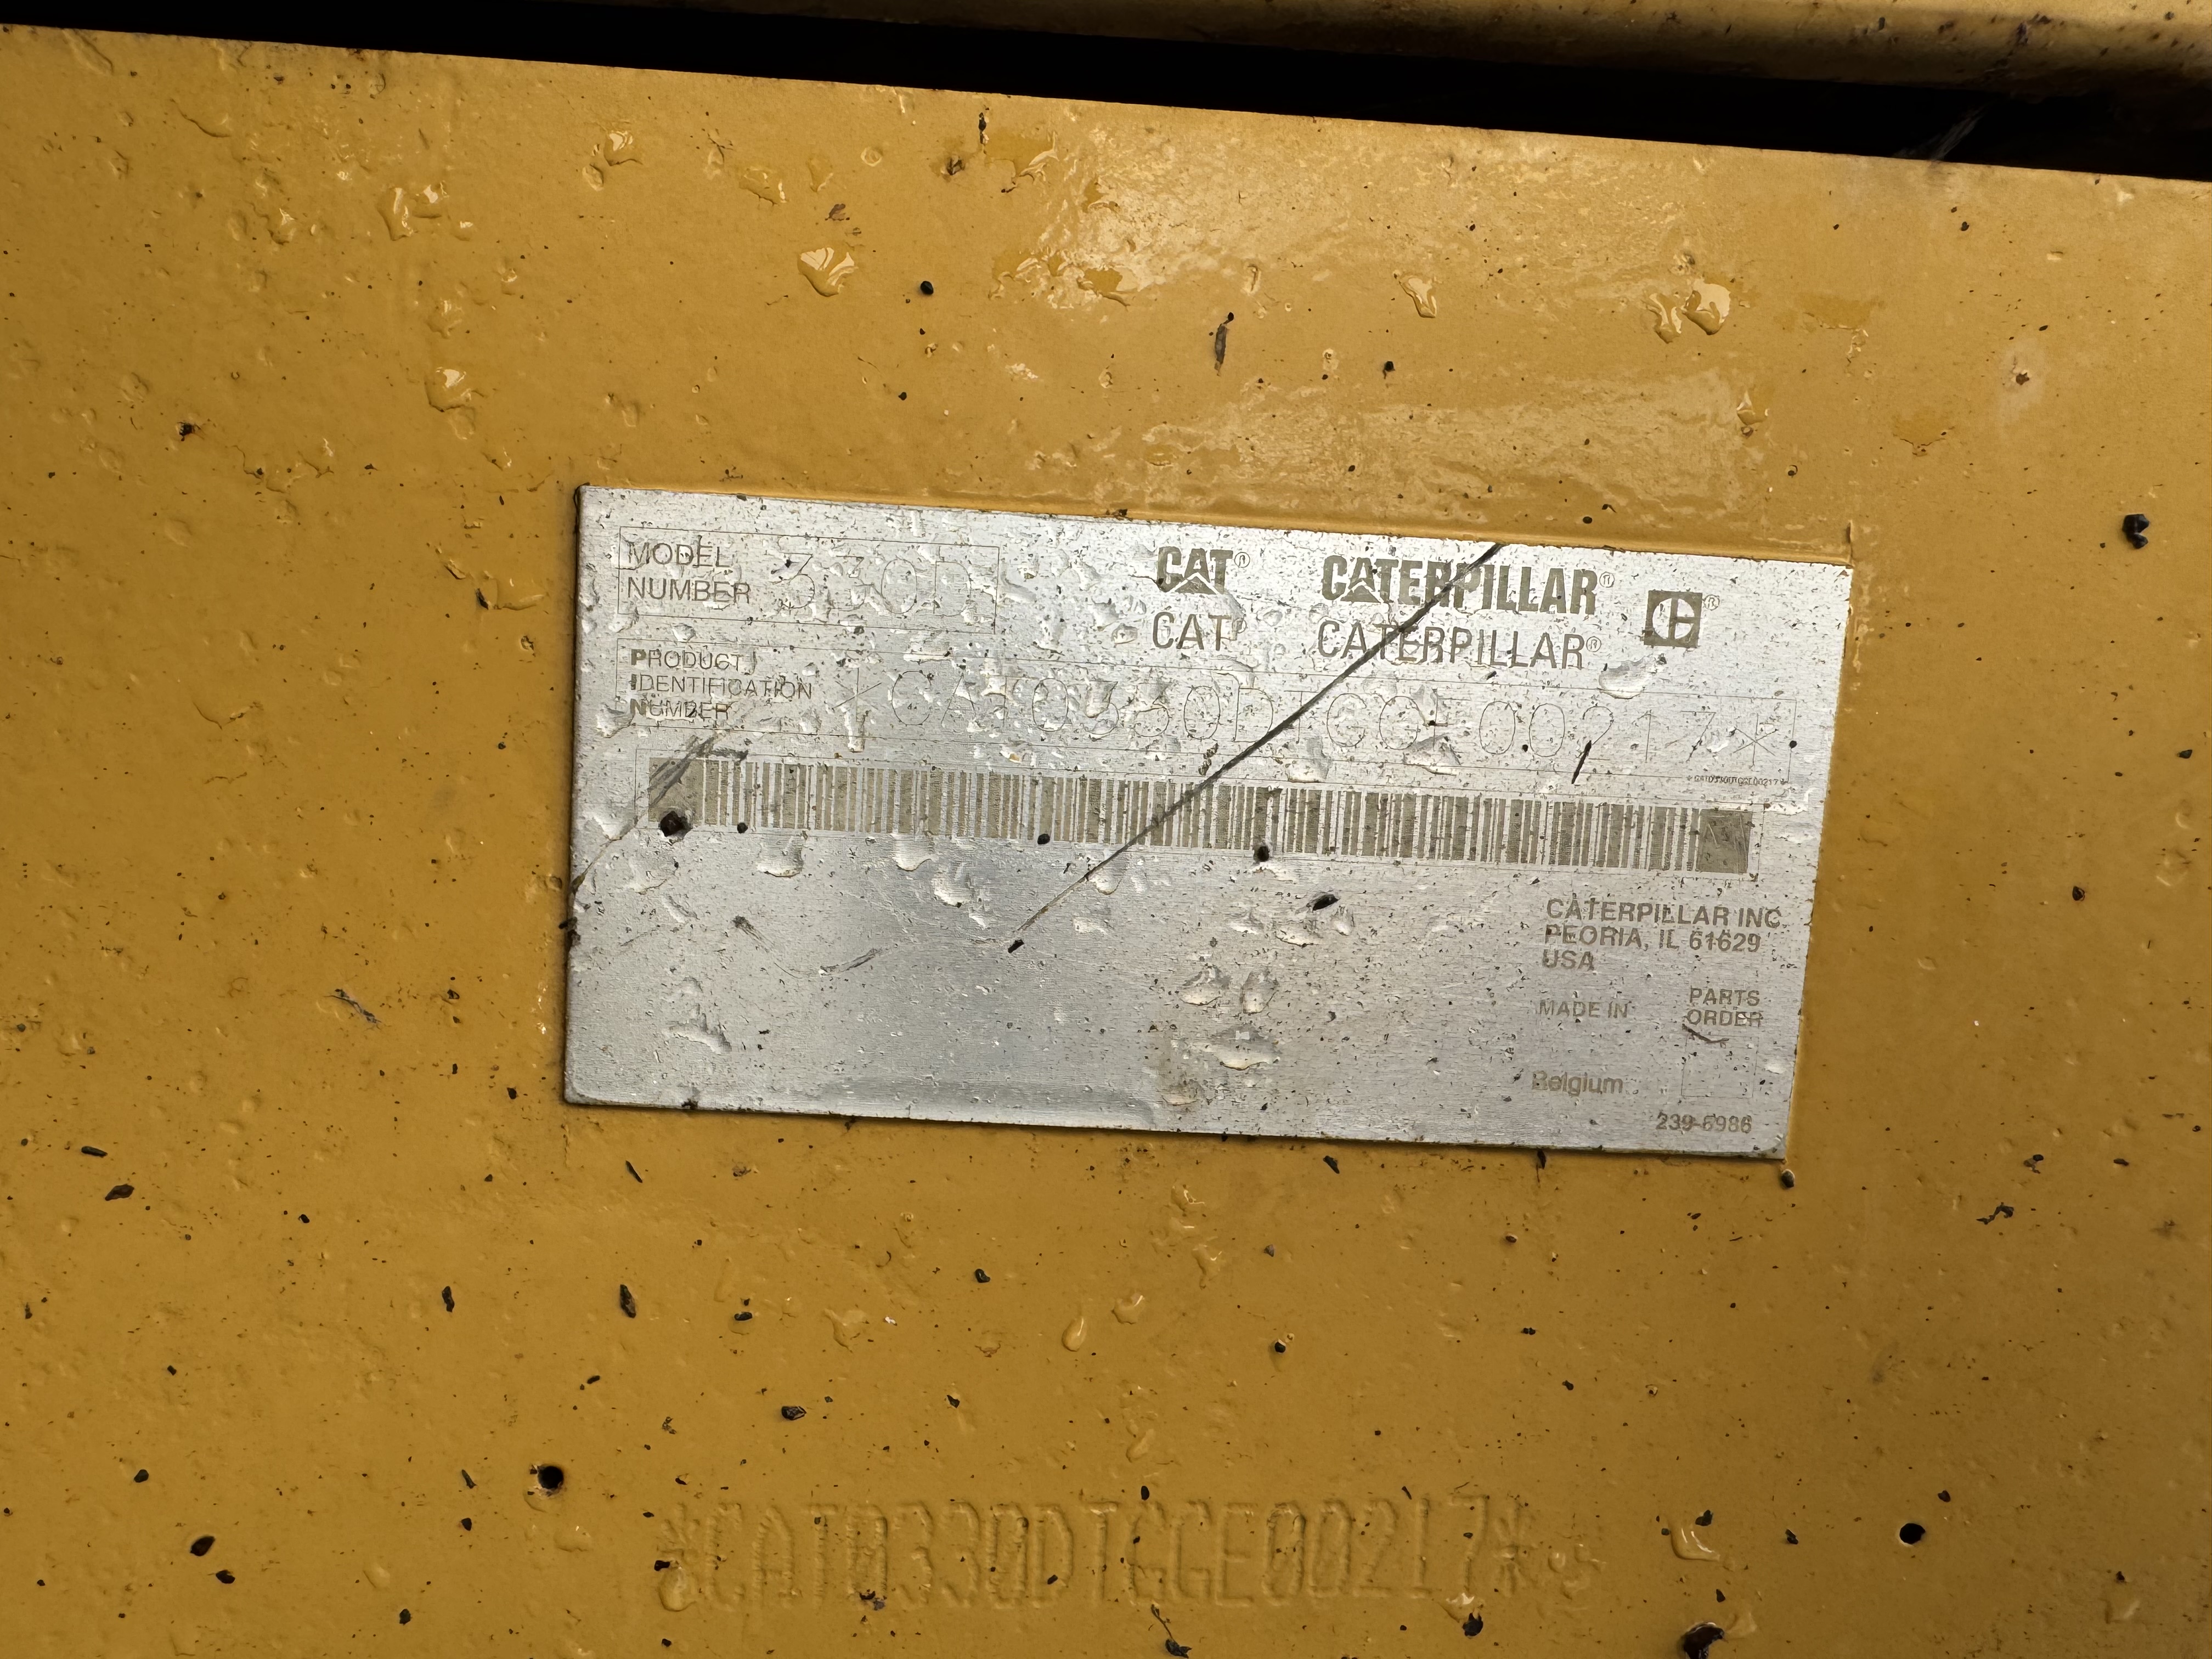 MODEL
NUMBER 330D
CAT® CATERPILLAR®
CAT® CATERPILLAR®
PRODUCT
IDENTIFICATION
NUMBER
*CAT0330DTGGE00217*
CATERPILLAR INC.
PEORIA, IL 61629
USA
MADE IN
PARTS
ORDER
Belgium
239-6986
*CAT0330DTGGE00217*